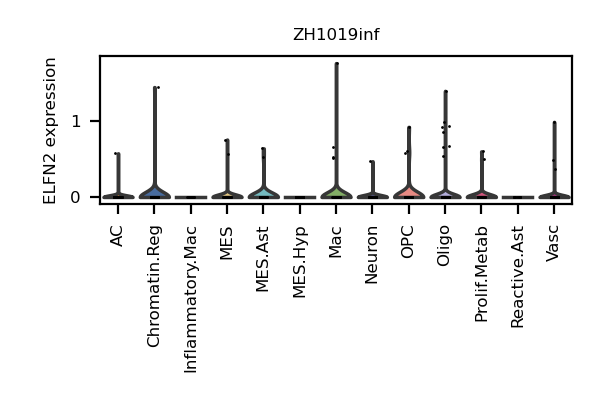 ZH1019inf
ELFN2 expression
1
0
AC
Chromatin.Reg
Inflammatory.Mac
MES
MES.Ast
MES.Hyp
Mac
Neuron
OPC
Oligo
Prolif.Metab
Reactive.Ast
Vasc